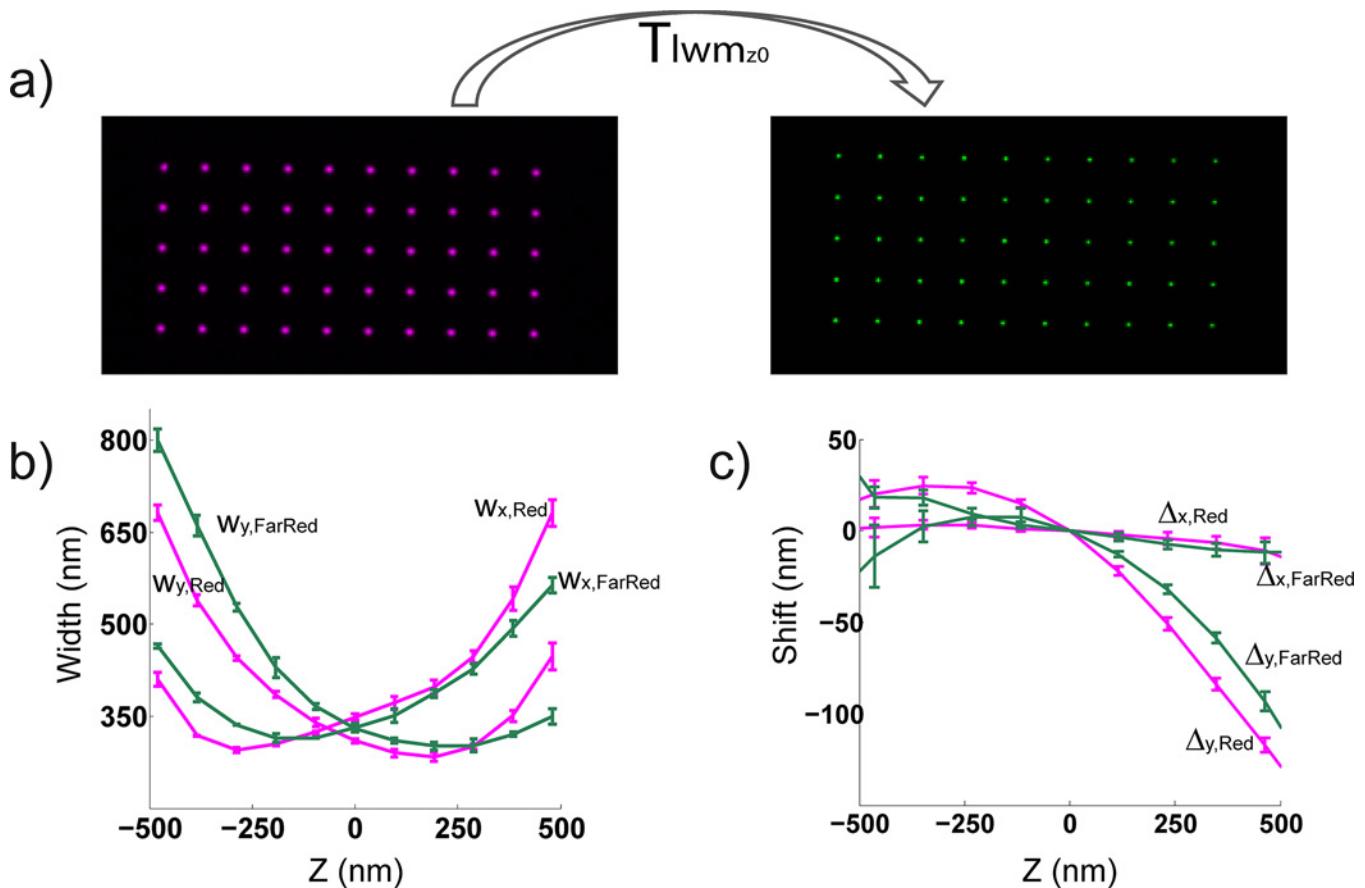 Tlwmz0
a)
b)
Width (nm)
800
650
500
350
wy,FarRed
wy,Red
wx,Red
wx,FarRed
−500
−250
0
250
500
Z (nm)
c)
Shift (nm)
50
0
−50
−100
Δx,Red
Δx,FarRed
Δy,FarRed
Δy,Red
−500
−250
0
250
500
Z (nm)